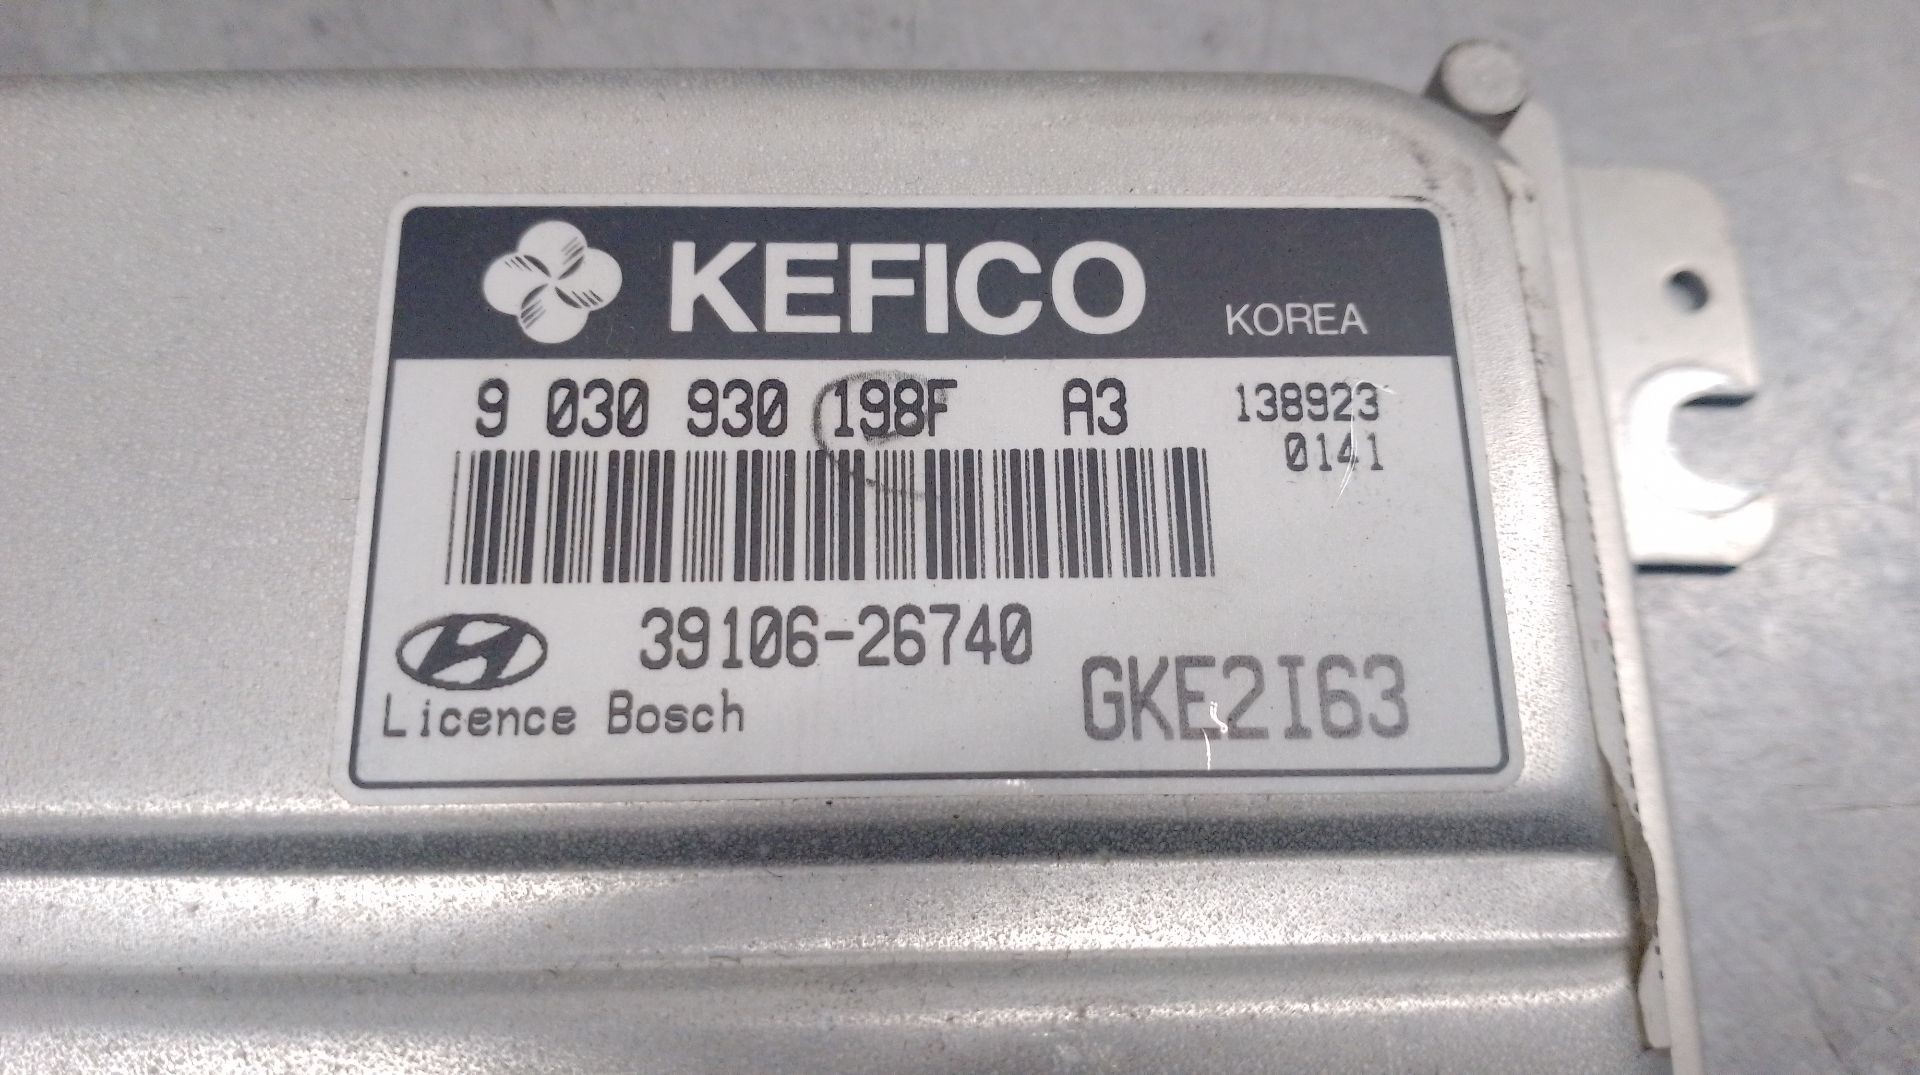 KEFICO KOREA
9 030 930 198F A3 138923
0141
39106-26740
Licence Bosch GKE2I63